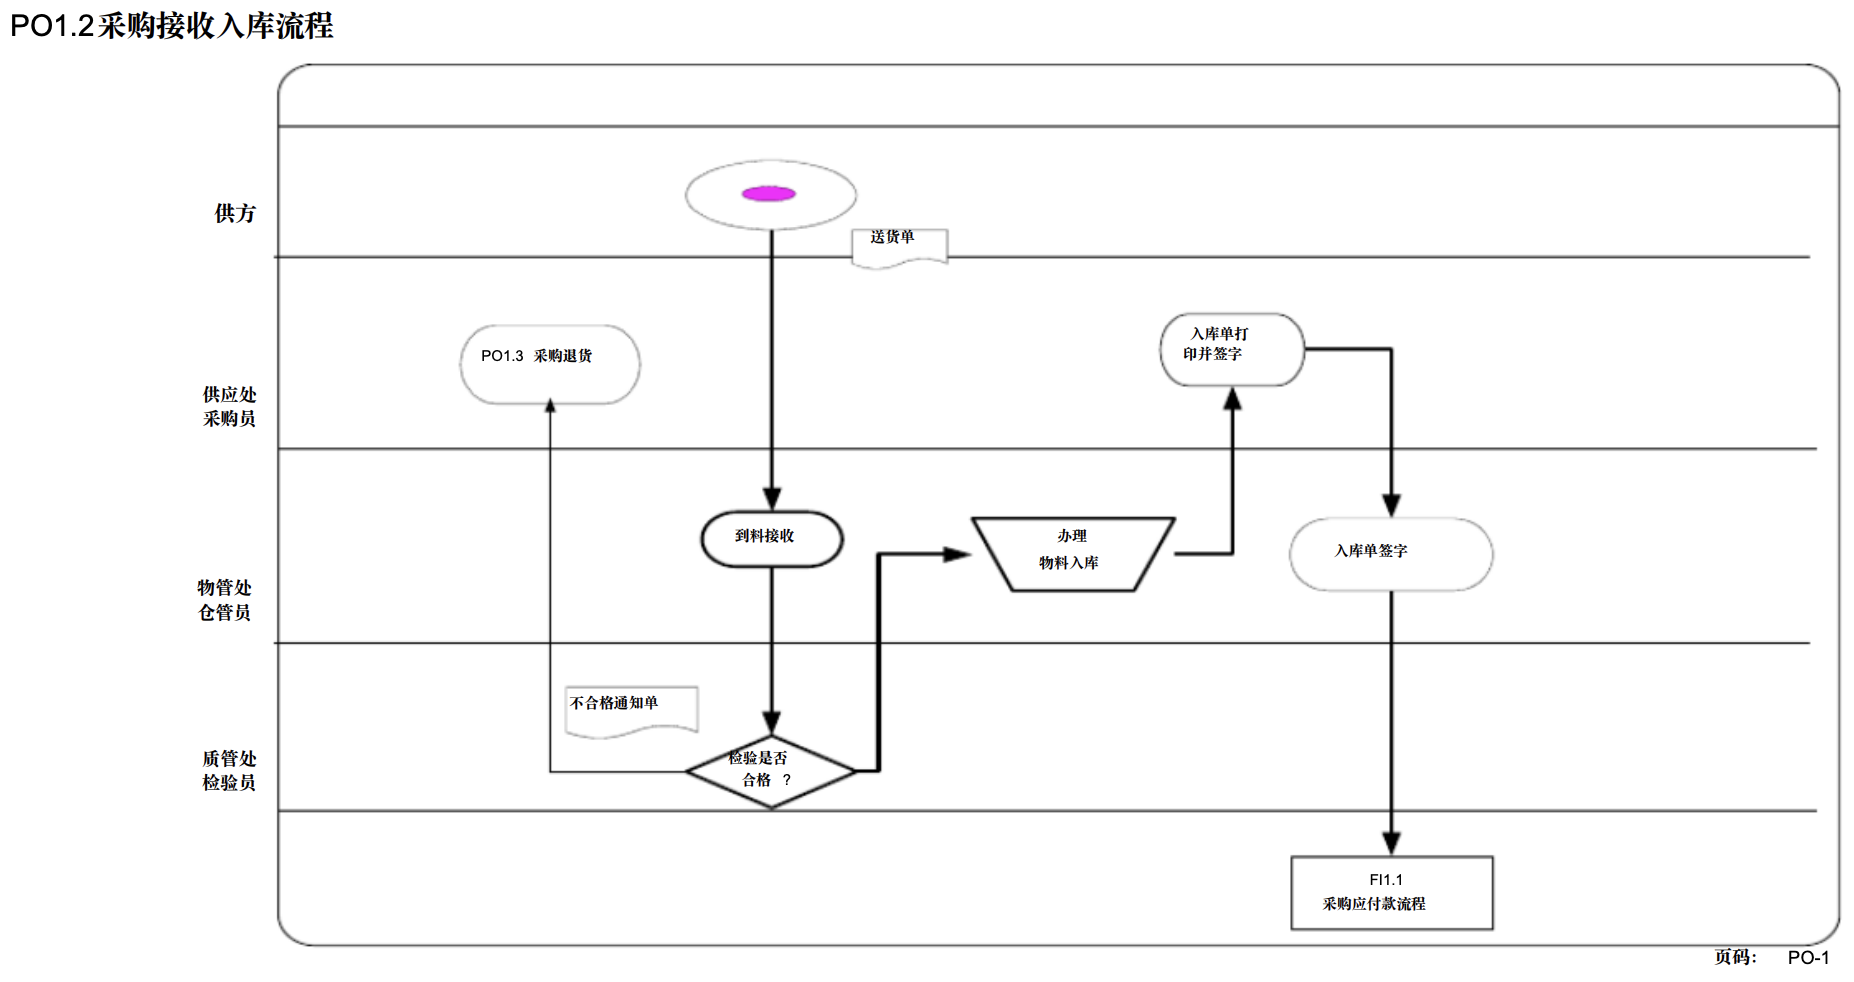 PO1.2采购接收入库流程
供方
送货单
供应处
采购员
PO1.3 采购退货
入库单打
印并签字
物管处
仓管员
到料接收
办理
物料入库
入库单签字
质管处
检验员
不合格通知单
检验是否
合格 ？
FI1.1
采购应付款流程
页码： PO-1